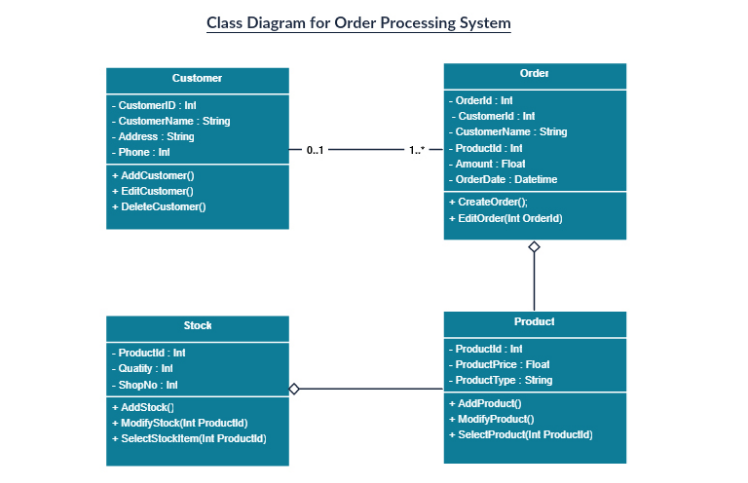 Class Diagram for Order Processing System
Customer
- CustomerID : Int
- CustomerName : String
- Address : String
- Phone : Int
+ AddCustomer()
+ EditCustomer()
+ DeleteCustomer()
0..1
1..*
Order
- OrderId : Int
- CustomerId : Int
- CustomerName : String
- ProductId : Int
- Amount : Float
- OrderDate : Datetime
+ CreateOrder();
+ EditOrder(Int OrderId)
Stock
- ProductId : Int
- Quatity : Int
- ShopNo : Int
+ AddStock()
+ ModifyStock(Int ProductId)
+ SelectStockItem(Int ProductId)
Product
- ProductId : Int
- ProductPrice : Float
- ProductType : String
+ AddProduct()
+ ModifyProduct()
+ SelectProduct(Int ProductId)